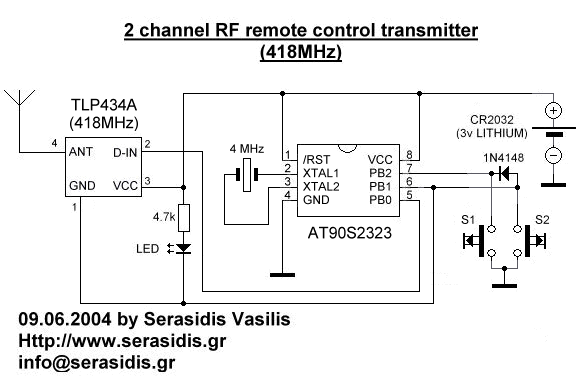 2 channel RF remote control transmitter
(418MHz)
TLP434A
(418MHz)
4 ANT D-IN 2
GND VCC 3
1
4.7k
LED
4 MHz
1 /RST VCC 8
2 XTAL1 PB2 7
3 XTAL2 PB1 6
4 GND PB0 5
AT90S2323
CR2032
(3v LITHIUM)
+
−
1N4148
S1 S2
09.06.2004 by Serasidis Vasilis
Http://www.serasidis.gr
info@serasidis.gr